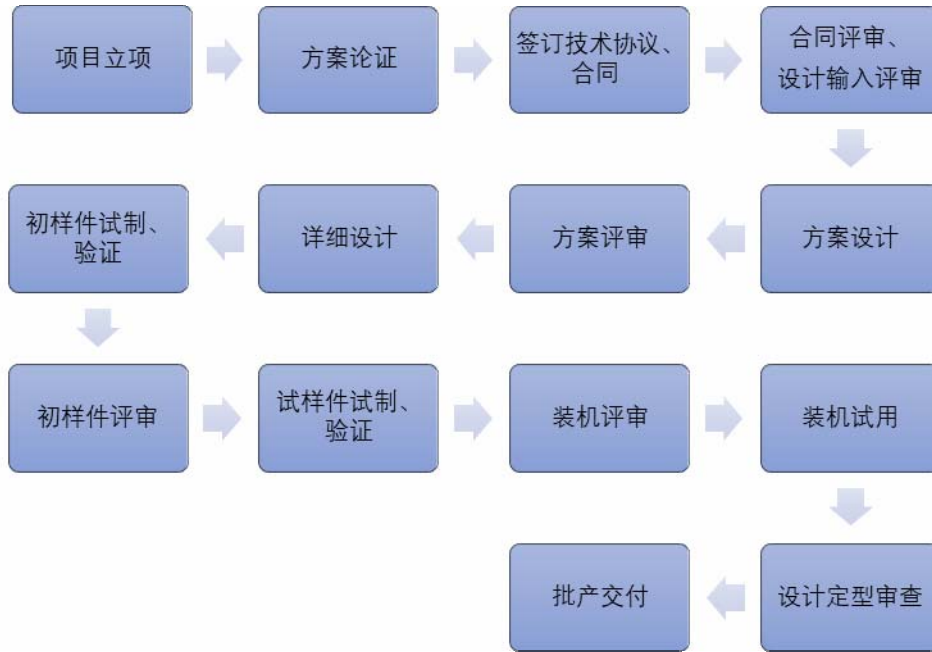 项目立项
方案论证
签订技术协议、
合同
合同评审、
设计输入评审
方案设计
方案评审
详细设计
初样件试制、
验证
初样件评审
试样件试制、
验证
装机评审
装机试用
设计定型审查
批产交付